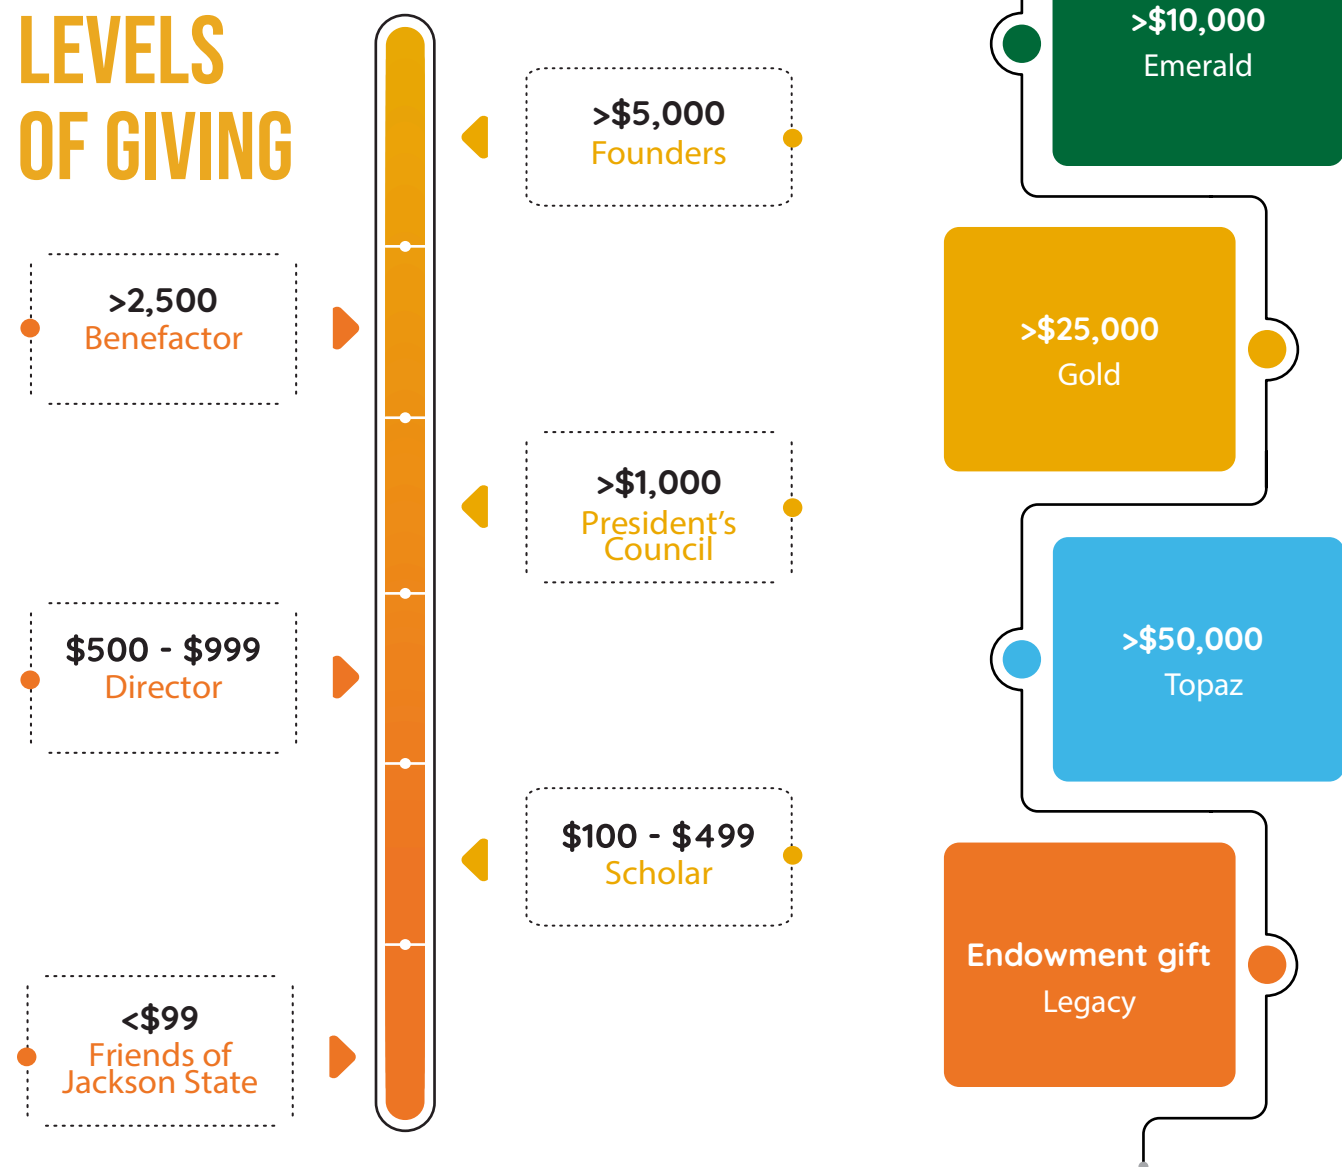 LEVELS
OF GIVING
>$5,000
Founders
>2,500
Benefactor
>$1,000
President’s
Council
$500 - $999
Director
$100 - $499
Scholar
<$99
Friends of
Jackson State
>$10,000
Emerald
>$25,000
Gold
>$50,000
Topaz
Endowment gift
Legacy